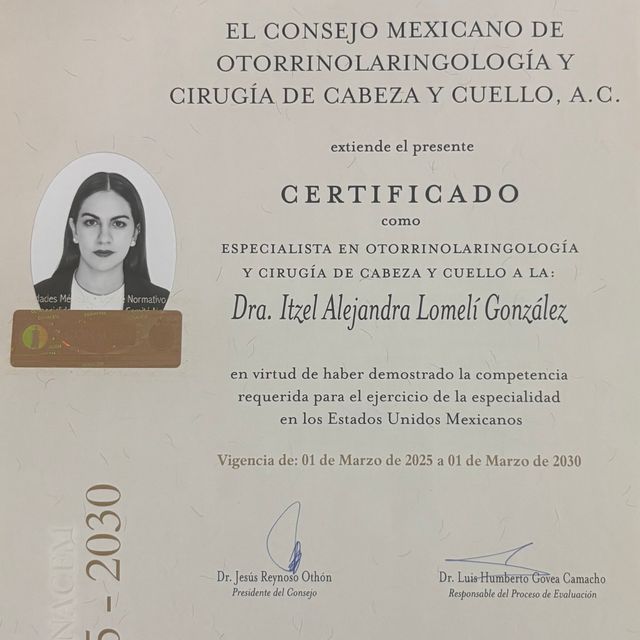 EL CONSEJO MEXICANO DE
OTORRINOLARINGOLOGÍA Y
CIRUGÍA DE CABEZA Y CUELLO, A.C.
extiende el presente
CERTIFICADO
como
ESPECIALISTA EN OTORRINOLARINGOLOGÍA
Y CIRUGÍA DE CABEZA Y CUELLO A LA:
Dra. Itzel Alejandra Lomelí González
en virtud de haber demostrado la competencia
requerida para el ejercicio de la especialidad
en los Estados Unidos Mexicanos
Vigencia de: 01 de Marzo de 2025 a 01 de Marzo de 2030
Dr. Jesús Reynoso Othón
Presidente del Consejo
Dr. Luis Humberto Govea Camacho
Responsable del Proceso de Evaluación
Normativo
5 - 2030